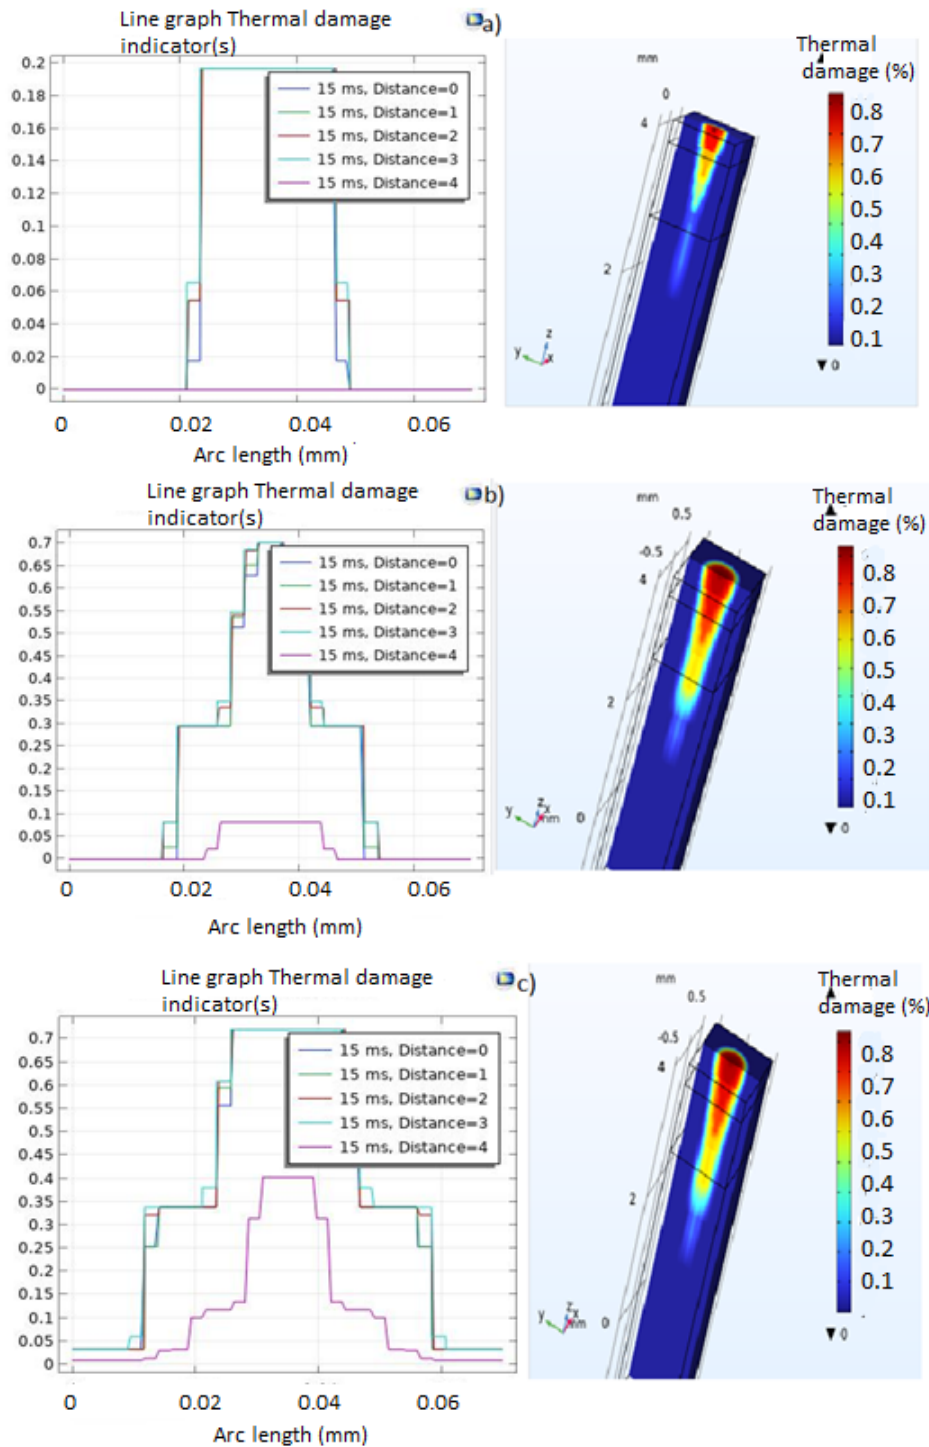 Line graph Thermal damage
indicator(s)
a)
0.2
0.18
0.16
0.14
0.12
0.1
0.08
0.06
0.04
0.02
0
15 ms, Distance=0
15 ms, Distance=1
15 ms, Distance=2
15 ms, Distance=3
15 ms, Distance=4
0 0.02 0.04 0.06
Arc length (mm)
mm
0
4
2
y z x
Thermal
damage (%)
0.8
0.7
0.6
0.5
0.4
0.3
0.2
0.1
▼ 0
Line graph Thermal damage
indicator(s)
b)
0.7
0.65
0.6
0.55
0.5
0.45
0.4
0.35
0.3
0.25
0.2
0.15
0.1
0.05
0
15 ms, Distance=0
15 ms, Distance=1
15 ms, Distance=2
15 ms, Distance=3
15 ms, Distance=4
0 0.02 0.04 0.06
Arc length (mm)
mm
0.5
-0.5
4
2
0
y z x
Thermal
damage (%)
0.8
0.7
0.6
0.5
0.4
0.3
0.2
0.1
▼ 0
Line graph Thermal damage
indicator(s)
c)
0.7
0.65
0.6
0.55
0.5
0.45
0.4
0.35
0.3
0.25
0.2
0.15
0.1
0.05
0
15 ms, Distance=0
15 ms, Distance=1
15 ms, Distance=2
15 ms, Distance=3
15 ms, Distance=4
0 0.02 0.04 0.06
Arc length (mm)
mm
0.5
-0.5
4
2
0
y z x
Thermal
damage (%)
0.8
0.7
0.6
0.5
0.4
0.3
0.2
0.1
▼ 0